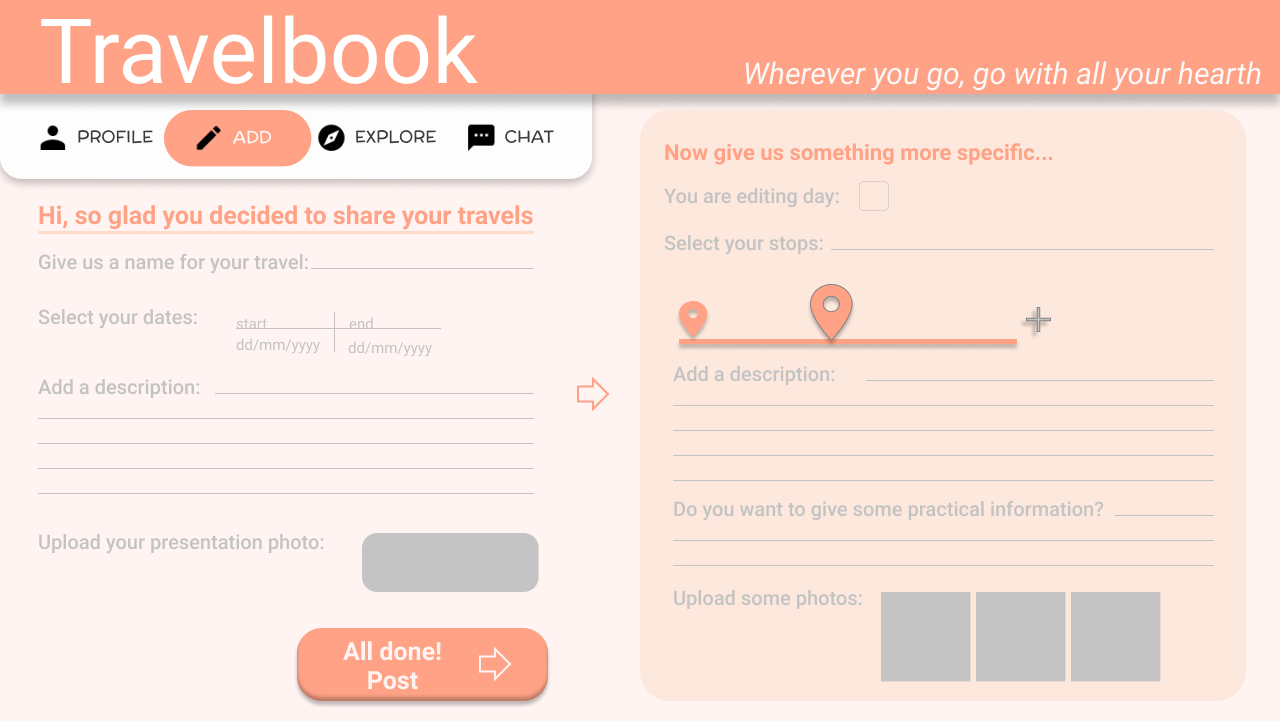 Travelbook
Wherever you go, go with all your hearth
PROFILE ADD EXPLORE CHAT
Hi, so glad you decided to share your travels
Give us a name for your travel:
Select your dates:
start end
dd/mm/yyyy dd/mm/yyyy
Add a description:
Upload your presentation photo:
All done!
Post
Now give us something more specific...
You are editing day:
Select your stops:
Add a description:
Do you want to give some practical information?
Upload some photos: